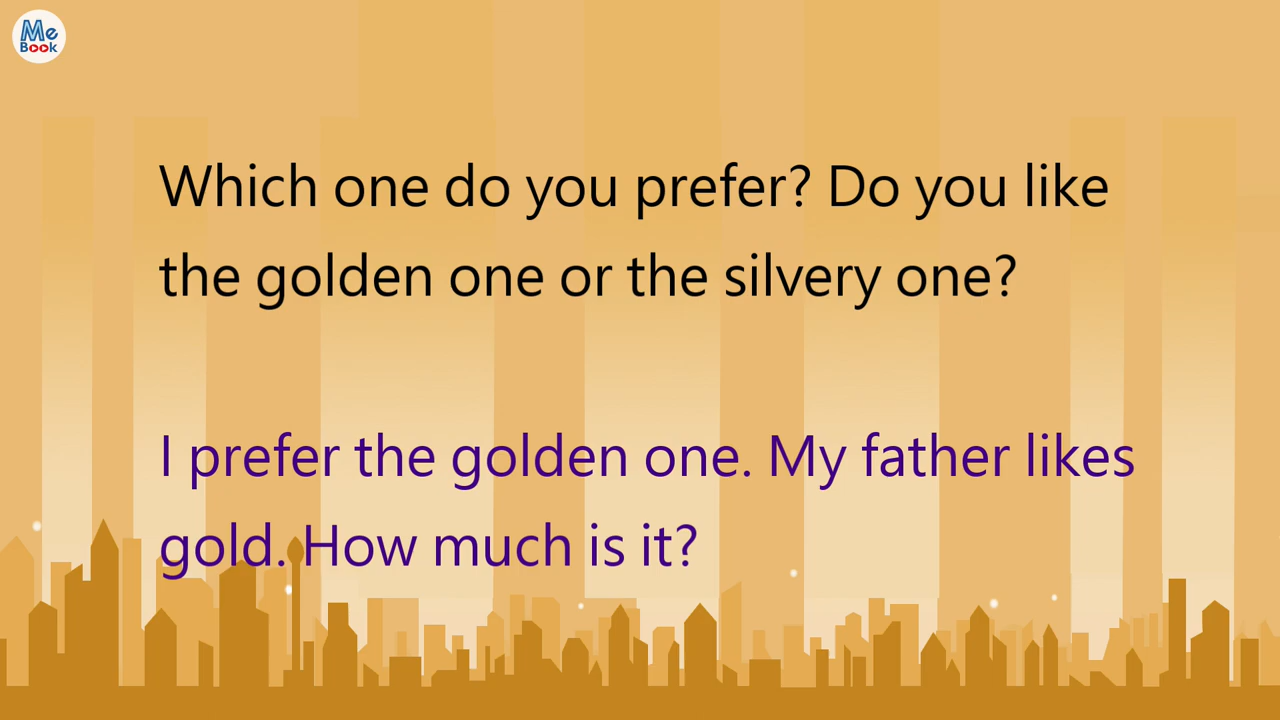 Me
Book
Which one do you prefer? Do you like
the golden one or the silvery one?
I prefer the golden one. My father likes
gold. How much is it?